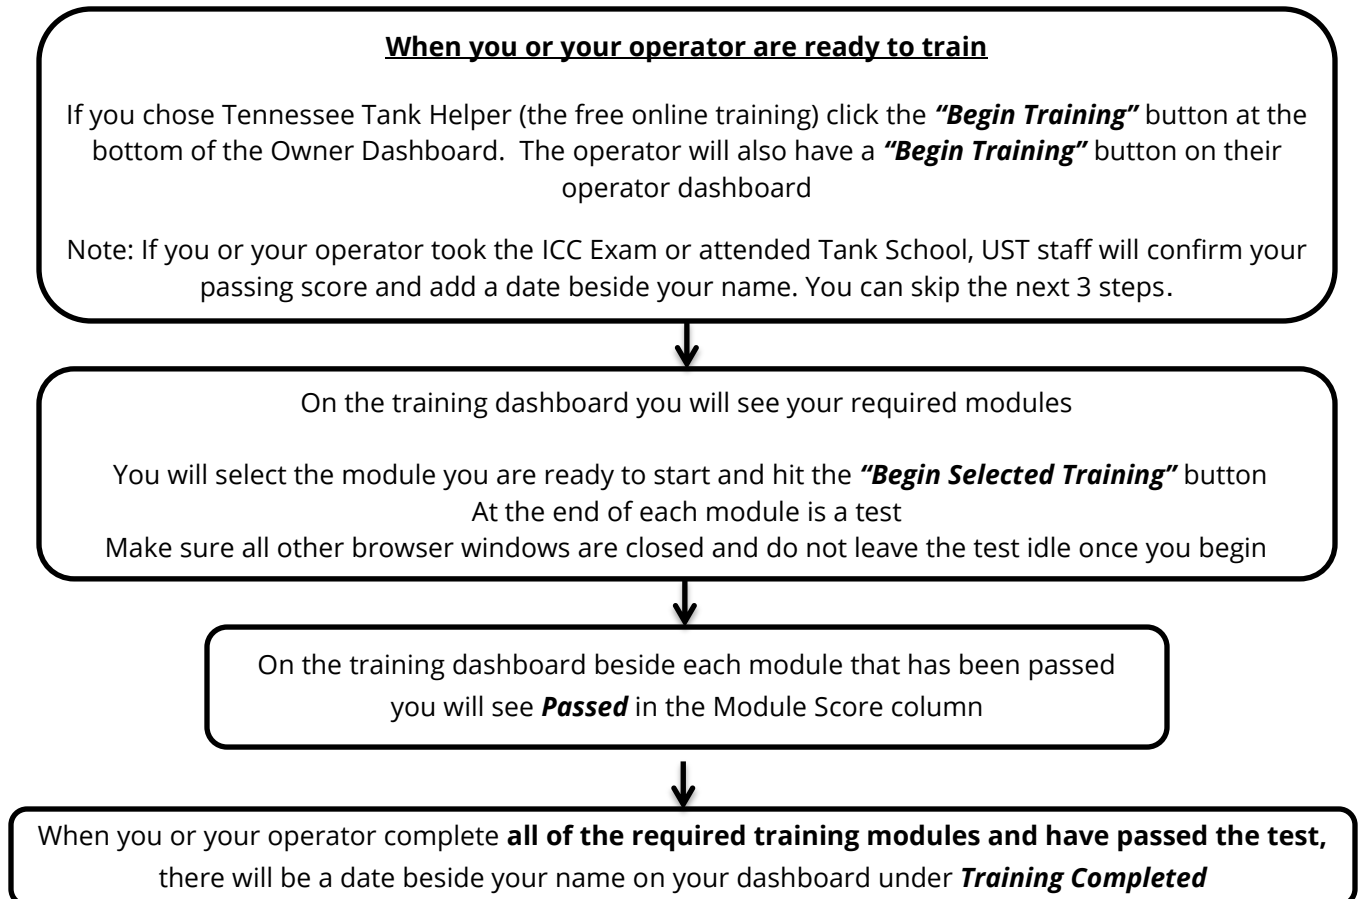 When you or your operator are ready to train
If you chose Tennessee Tank Helper (the free online training) click the “Begin Training” button at the
bottom of the Owner Dashboard.  The operator will also have a “Begin Training” button on their
operator dashboard
Note: If you or your operator took the ICC Exam or attended Tank School, UST staff will confirm your
passing score and add a date beside your name. You can skip the next 3 steps.
On the training dashboard you will see your required modules
You will select the module you are ready to start and hit the “Begin Selected Training” button
At the end of each module is a test
Make sure all other browser windows are closed and do not leave the test idle once you begin
On the training dashboard beside each module that has been passed
you will see Passed in the Module Score column
When you or your operator complete all of the required training modules and have passed the test,
there will be a date beside your name on your dashboard under Training Completed